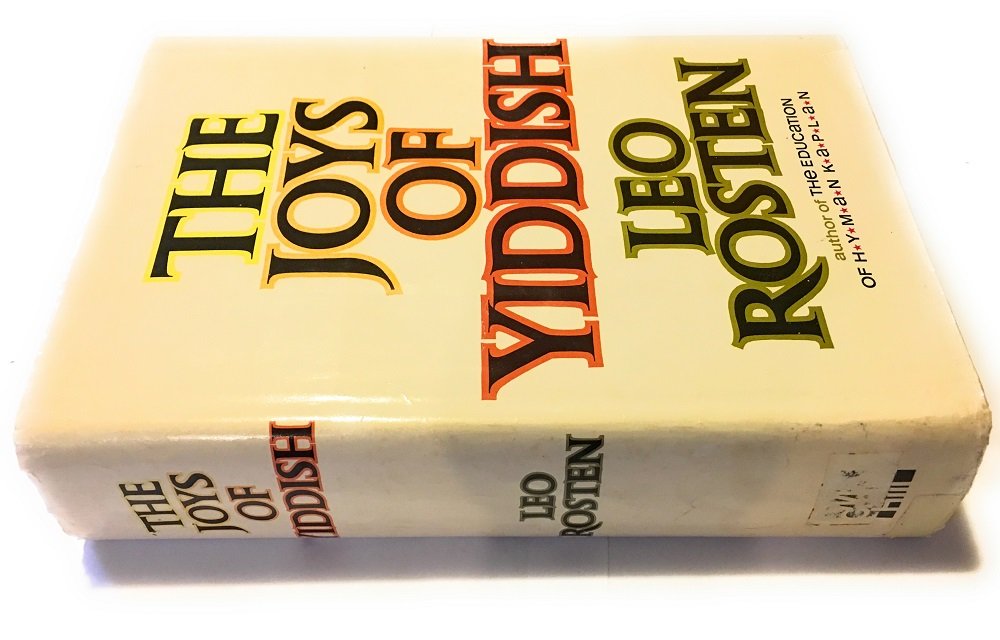 THE
JOYS
OF
YIDDISH
LEO
ROSTEN
author of THe EDUCaTION
OF H★Y★M★a★N K★a★P★L★a★N
THE
JOYS
OF
YIDDISH
LEO
ROSTEN